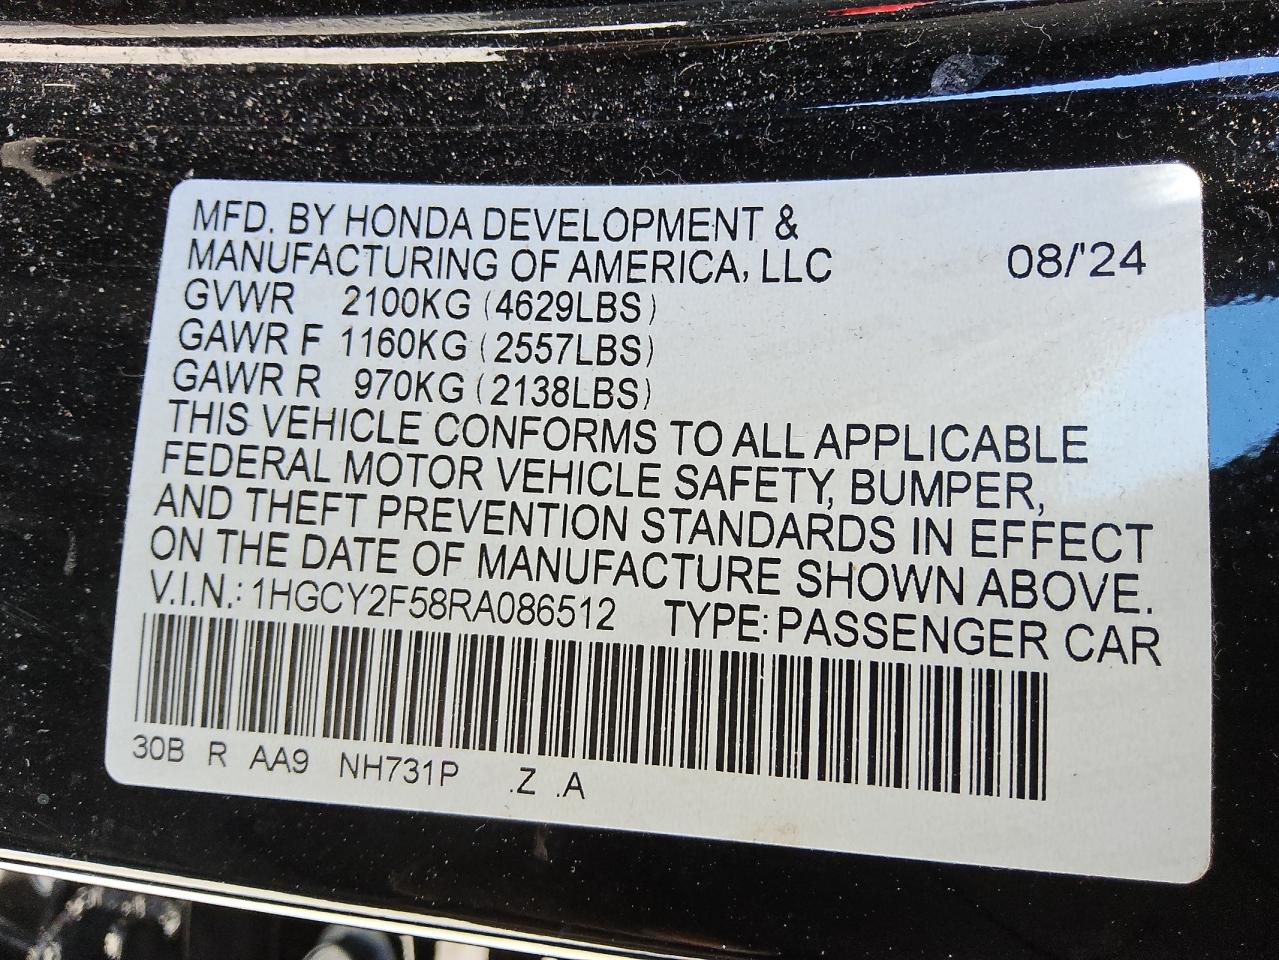 MFD. BY HONDA DEVELOPMENT &
MANUFACTURING OF AMERICA, LLC 08/'24
GVWR 2100KG (4629LBS)
GAWR F 1160KG (2557LBS)
GAWR R 970KG (2138LBS)
THIS VEHICLE CONFORMS TO ALL APPLICABLE
FEDERAL MOTOR VEHICLE SAFETY, BUMPER,
AND THEFT PREVENTION STANDARDS IN EFFECT
ON THE DATE OF MANUFACTURE SHOWN ABOVE.
V.I.N.: 1HGCY2F58RA086512 TYPE: PASSENGER CAR
30B R AA9 NH731P .Z .A